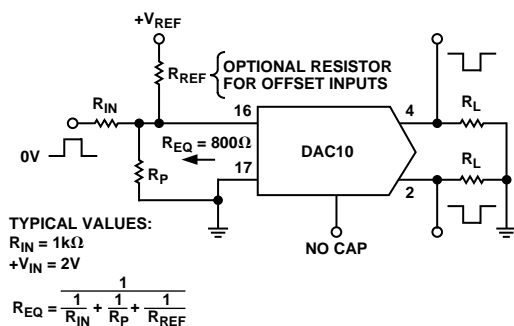 +VREF
RREF
OPTIONAL RESISTOR
FOR OFFSET INPUTS
RIN
16
4
RL
0V
REQ = 800Ω
DAC10
RP
17
2
RL
NO CAP
TYPICAL VALUES:
RIN = 1kΩ
+VIN = 2V
REQ = 1 / (1/RIN + 1/RP + 1/RREF)